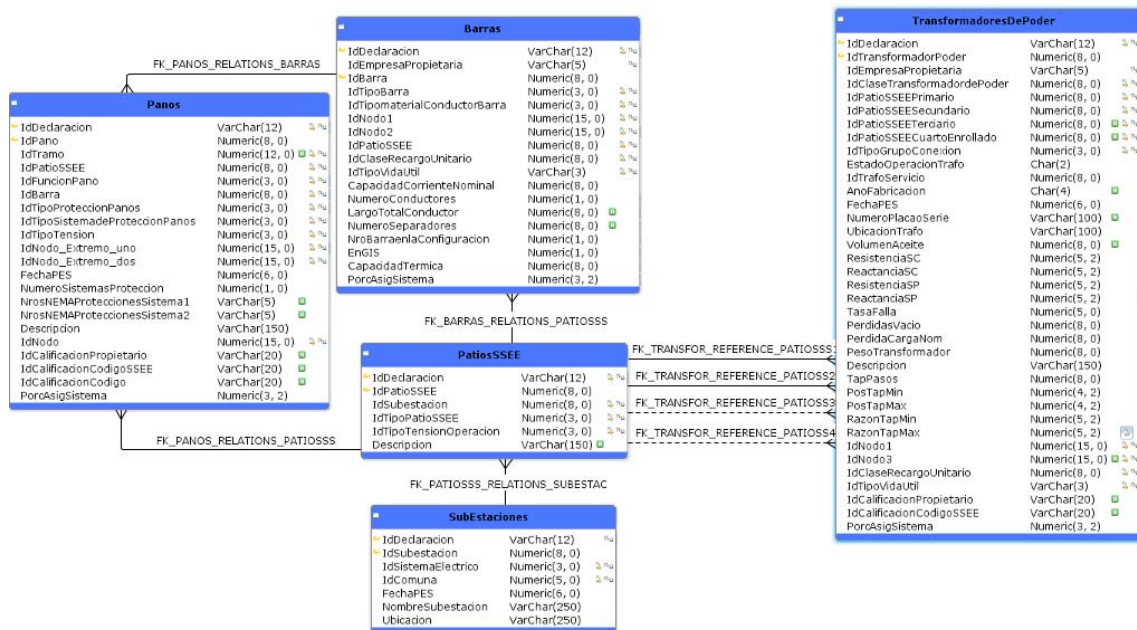 Barras
IdDeclaracion VarChar(12)
IdEmpresaPropietaria VarChar(5)
IdBarra Numeric(8, 0)
IdTipoBarra Numeric(3, 0)
IdTipomaterialConductorBarra Numeric(3, 0)
IdNodo1 Numeric(15, 0)
IdNodo2 Numeric(15, 0)
IdPatioSSEE Numeric(8, 0)
IdClaseRecargoUnitario Numeric(8, 0)
IdTipoVidaUtil VarChar(3)
CapacidadCorrienteNominal Numeric(8, 0)
NumeroConductores Numeric(1, 0)
LargoTotalConductor Numeric(8, 0)
NumeroSeparadores Numeric(8, 0)
NroBarraenlaConfiguracion Numeric(1, 0)
EnGIS Numeric(1, 0)
CapacidadTermica Numeric(8, 0)
PorcAsigSistema Numeric(3, 2)
FK_PANOS_RELATIONS_BARRAS
Panos
IdDeclaracion VarChar(12)
IdPano Numeric(8, 0)
IdTramo Numeric(12, 0)
IdPatioSSEE Numeric(8, 0)
IdFuncionPano Numeric(3, 0)
IdBarra Numeric(8, 0)
IdTipoProteccionPanos Numeric(3, 0)
IdTipoSistemadeProteccionPanos Numeric(3, 0)
IdTipoTension Numeric(3, 0)
IdNodo_Extremo_uno Numeric(15, 0)
IdNodo_Extremo_dos Numeric(15, 0)
FechaPES Numeric(6, 0)
NumeroSistemasProteccion Numeric(1, 0)
NrosNEMAProteccionesSistema1 VarChar(5)
NrosNEMAProteccionesSistema2 VarChar(5)
Descripcion VarChar(150)
IdNodo Numeric(15, 0)
IdCalificacionPropietario VarChar(20)
IdCalificacionCodigoSSEE VarChar(20)
IdCalificacionCodigo VarChar(20)
PorcAsigSistema Numeric(3, 2)
FK_BARRAS_RELATIONS_PATIOSSS
FK_PANOS_RELATIONS_PATIOSSS
PatiosSSEE
IdDeclaracion VarChar(12)
IdPatioSSEE Numeric(8, 0)
IdSubestacion Numeric(8, 0)
IdTipoPatioSSEE Numeric(3, 0)
IdTipoTensionOperacion Numeric(3, 0)
Descripcion VarChar(150)
FK_TRANSFOR_REFERENCE_PATIOSSS1
FK_TRANSFOR_REFERENCE_PATIOSS2
FK_TRANSFOR_REFERENCE_PATIOSS3
FK_TRANSFOR_REFERENCE_PATIOSS4
FK_PATIOSSS_RELATIONS_SUBESTAC
SubEstaciones
IdDeclaracion VarChar(12)
IdSubestacion Numeric(8, 0)
IdSistemaElectrico Numeric(3, 0)
IdComuna Numeric(5, 0)
FechaPES Numeric(6, 0)
NombreSubestacion VarChar(250)
Ubicacion VarChar(250)
TransformadoresDePoder
IdDeclaracion VarChar(12)
IdTransformadorPoder Numeric(8, 0)
IdEmpresaPropietaria VarChar(5)
IdClaseTransformadordePoder Numeric(8, 0)
IdPatioSSEEPrimario Numeric(8, 0)
IdPatioSSEESecundario Numeric(8, 0)
IdPatioSSEETerciario Numeric(8, 0)
IdPatioSSEECuartoEnrollado Numeric(8, 0)
IdTipoGrupoConexion Numeric(3, 0)
EstadoOperacionTrafo Char(2)
IdTrafoServicio Numeric(8, 0)
AnoFabricacion Char(4)
FechaPES Numeric(6, 0)
NumeroPlacaoSerie VarChar(100)
UbicacionTrafo VarChar(100)
VolumenAceite Numeric(8, 0)
ResistenciaSC Numeric(5, 2)
ReactanciaSC Numeric(5, 2)
ResistenciaSP Numeric(5, 2)
ReactanciaSP Numeric(5, 2)
TasaFalla Numeric(5, 0)
PerdidasVacio Numeric(8, 0)
PerdidaCargaNom Numeric(8, 0)
PesoTransformador Numeric(8, 0)
Descripcion VarChar(150)
TapPasos Numeric(8, 0)
PosTapMin Numeric(4, 2)
PosTapMax Numeric(4, 2)
RazonTapMin Numeric(5, 2)
RazonTapMax Numeric(5, 2)
IdNodo1 Numeric(15, 0)
IdNodo3 Numeric(15, 0)
IdClaseRecargoUnitario Numeric(8, 0)
IdTipoVidaUtil VarChar(3)
IdCalificacionPropietario VarChar(20)
IdCalificacionCodigoSSEE VarChar(20)
PorcAsigSistema Numeric(3, 2)